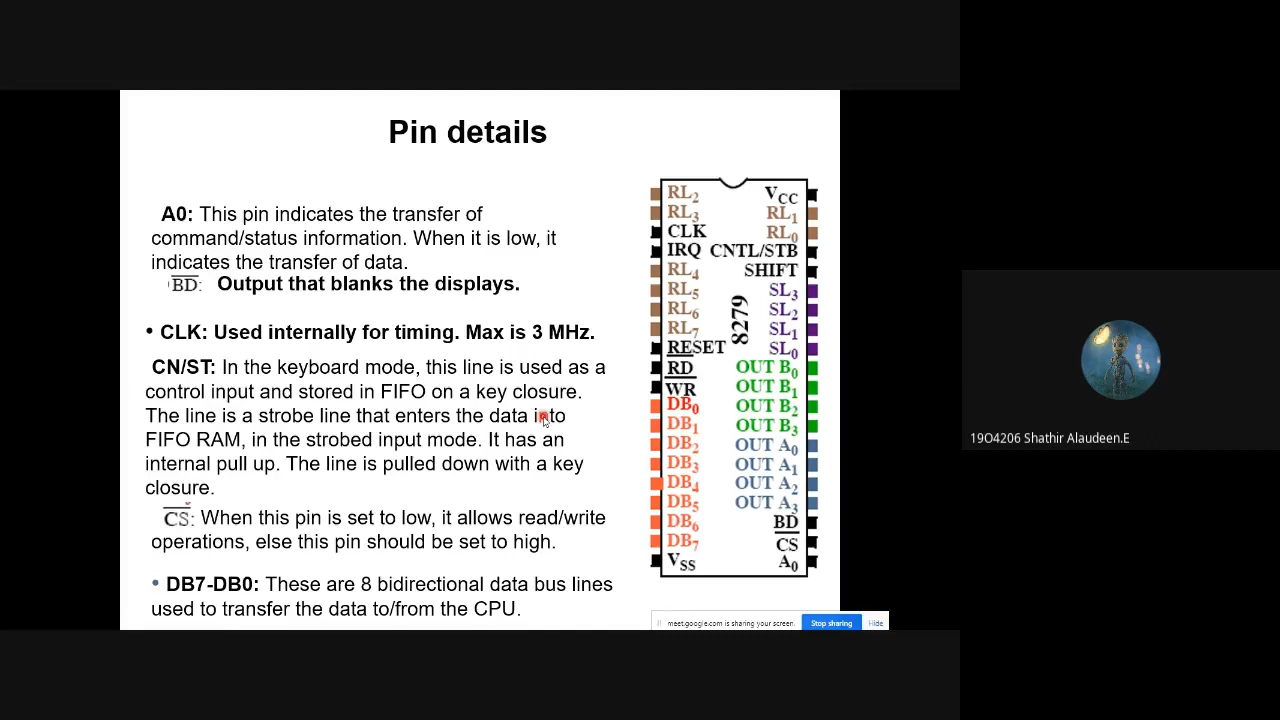 Pin details
A0: This pin indicates the transfer of
command/status information. When it is low, it
indicates the transfer of data.
BD: Output that blanks the displays.
• CLK: Used internally for timing. Max is 3 MHz.
CN/ST: In the keyboard mode, this line is used as a
control input and stored in FIFO on a key closure.
The line is a strobe line that enters the data into
FIFO RAM, in the strobed input mode. It has an
internal pull up. The line is pulled down with a key
closure.
CS: When this pin is set to low, it allows read/write
operations, else this pin should be set to high.
• DB7-DB0: These are 8 bidirectional data bus lines
used to transfer the data to/from the CPU.
RL2 VCC
RL3 RL1
CLK RL0
IRQ CNTL/STB
RL4 SHIFT
RL5 SL3
RL6 SL2
RL7 SL1
RESET SL0
RD OUT B0
WR OUT B1
DB0 OUT B2
DB1 OUT B3
DB2 OUT A0
DB3 OUT A1
DB4 OUT A2
DB5 OUT A3
DB6 BD
DB7 CS
VSS A0
8279
meet.google.com is sharing your screen. Stop sharing Hide
19O4206 Shathir Alaudeen.E